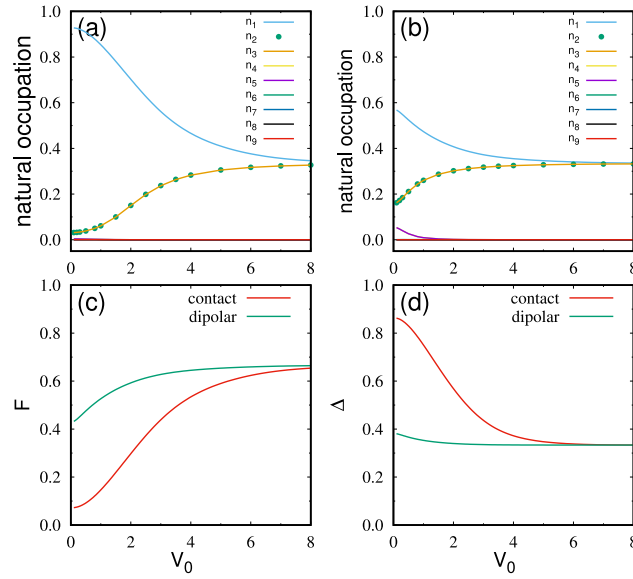 (a)
natural occupation
1.0
0.8
0.6
0.4
0.2
0.0
0 2 4 6 8
n1
n2
n3
n4
n5
n6
n7
n8
n9
(b)
natural occupation
1.0
0.8
0.6
0.4
0.2
0.0
0 2 4 6 8
n1
n2
n3
n4
n5
n6
n7
n8
n9
(c)
F
1.0
0.8
0.6
0.4
0.2
0.0
contact
dipolar
0 2 4 6 8
V0
(d)
Δ
1.0
0.8
0.6
0.4
0.2
0.0
contact
dipolar
0 2 4 6 8
V0